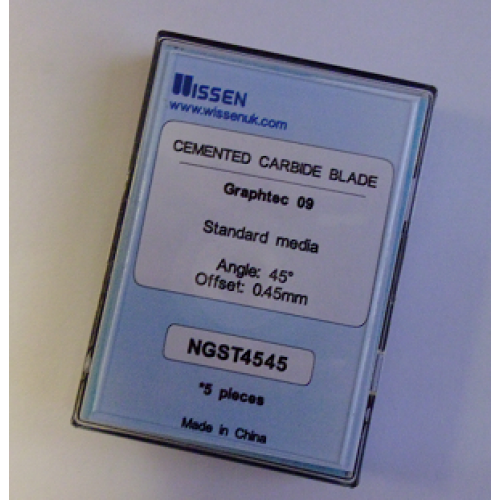 WISSEN
www.wissenuk.com
CEMENTED CARBIDE BLADE
Graphtec 09
Standard media
Angle: 45°
Offset: 0.45mm
NGST4545
*5 pieces
Made in China